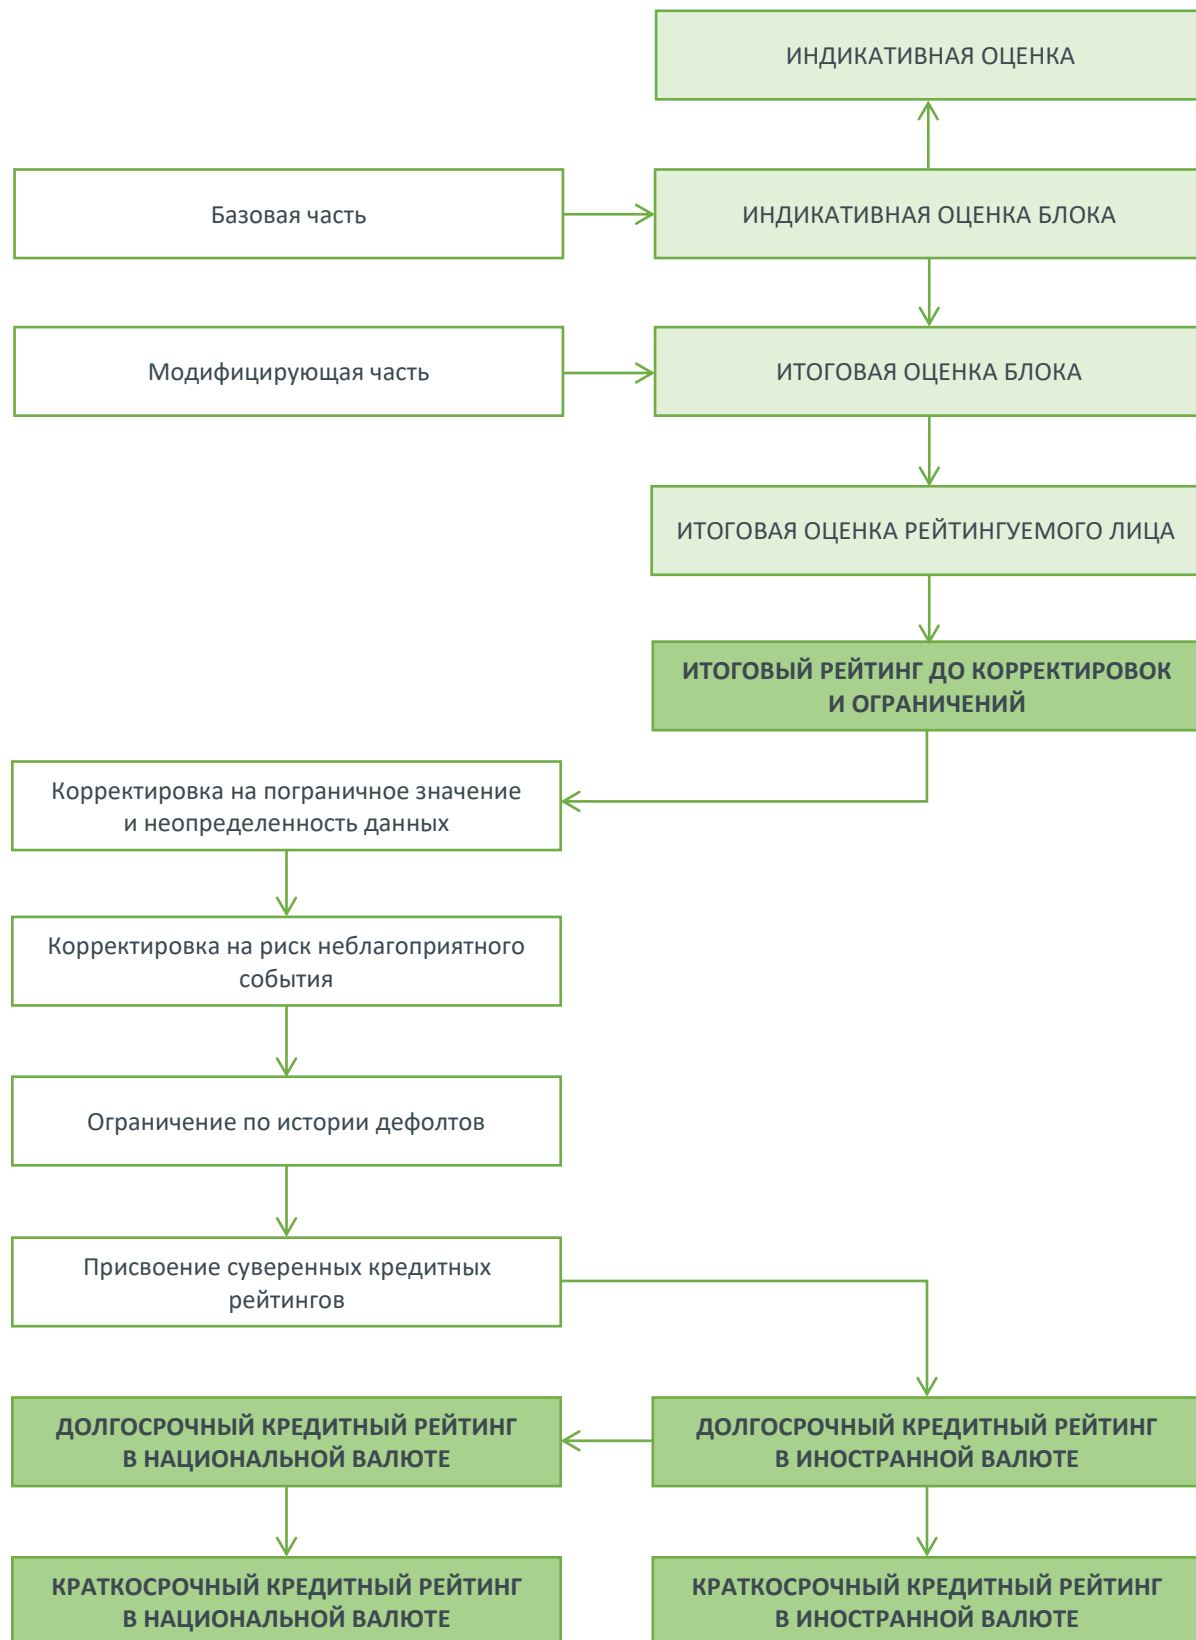 ИНДИКАТИВНАЯ ОЦЕНКА
Базовая часть
ИНДИКАТИВНАЯ ОЦЕНКА БЛОКА
Модифицирующая часть
ИТОГОВАЯ ОЦЕНКА БЛОКА
ИТОГОВАЯ ОЦЕНКА РЕЙТИНГУЕМОГО ЛИЦА
ИТОГОВЫЙ РЕЙТИНГ ДО КОРРЕКТИРОВОК
И ОГРАНИЧЕНИЙ
Корректировка на пограничное значение
и неопределенность данных
Корректировка на риск неблагоприятного
события
Ограничение по истории дефолтов
Присвоение суверенных кредитных
рейтингов
ДОЛГОСРОЧНЫЙ КРЕДИТНЫЙ РЕЙТИНГ
В НАЦИОНАЛЬНОЙ ВАЛЮТЕ
ДОЛГОСРОЧНЫЙ КРЕДИТНЫЙ РЕЙТИНГ
В ИНОСТРАННОЙ ВАЛЮТЕ
КРАТКОСРОЧНЫЙ КРЕДИТНЫЙ РЕЙТИНГ
В НАЦИОНАЛЬНОЙ ВАЛЮТЕ
КРАТКОСРОЧНЫЙ КРЕДИТНЫЙ РЕЙТИНГ
В ИНОСТРАННОЙ ВАЛЮТЕ